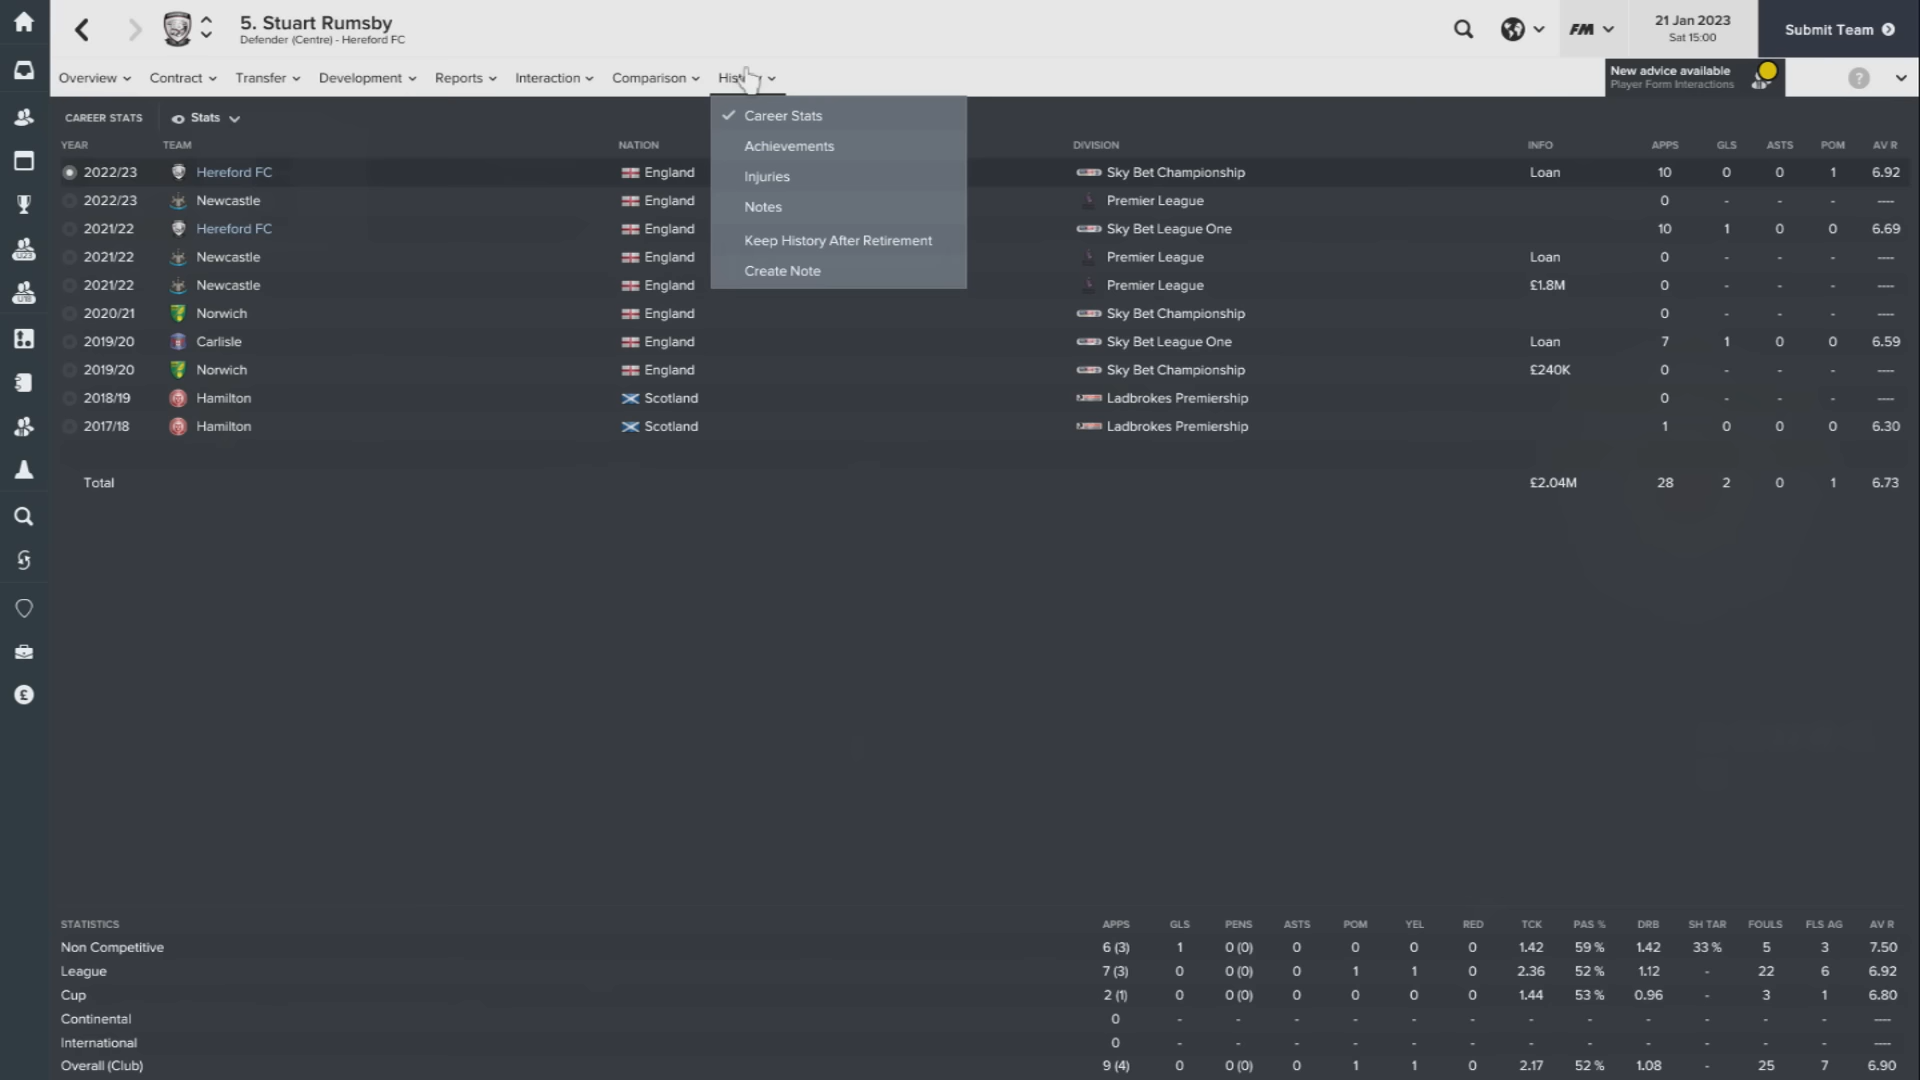 5. Stuart Rumsby
Defender (Centre) - Hereford FC
FM
21 Jan 2023
Sat 15:00
Submit Team
Overview Contract Transfer Development Reports Interaction Comparison
New advice available
Player Form Interactions
?
CAREER STATS Stats
Career Stats
Achievements
Injuries
Notes
Keep History After Retirement
Create Note
YEAR TEAM NATION DIVISION INFO APPS GLS ASTS POM AV R
2022/23 Hereford FC England Sky Bet Championship Loan 10 0 0 1 6.92
2022/23 Newcastle England Premier League 0 - - - ----
2021/22 Hereford FC England Sky Bet League One 10 1 0 0 6.69
2021/22 Newcastle England Premier League Loan 0 - - - ----
2021/22 Newcastle England Premier League £1.8M 0 - - - ----
2020/21 Norwich England Sky Bet Championship 0 - - - ----
2019/20 Carlisle England Sky Bet League One Loan 7 1 0 0 6.59
2019/20 Norwich England Sky Bet Championship £240K 0 - - - ----
2018/19 Hamilton Scotland Ladbrokes Premiership 0 - - - ----
2017/18 Hamilton Scotland Ladbrokes Premiership 1 0 0 0 6.30
Total £2.04M 28 2 0 1 6.73
U23
U18
£
STATISTICS APPS GLS PENS ASTS POM YEL RED TCK PAS % DRB SH TAR FOULS FLS AG AV R
Non Competitive 6 (3) 1 0 (0) 0 0 0 0 1.42 59 % 1.42 33 % 5 3 7.50
League 7 (3) 0 0 (0) 0 1 1 0 2.36 52 % 1.12 - 22 6 6.92
Cup 2 (1) 0 0 (0) 0 0 0 0 1.44 53 % 0.96 - 3 1 6.80
Continental 0 - - - - - - - - - - - - ----
International 0 - - - - - - - - - - - - ----
Overall (Club) 9 (4) 0 0 (0) 0 1 1 0 2.17 52 % 1.08 - 25 7 6.90